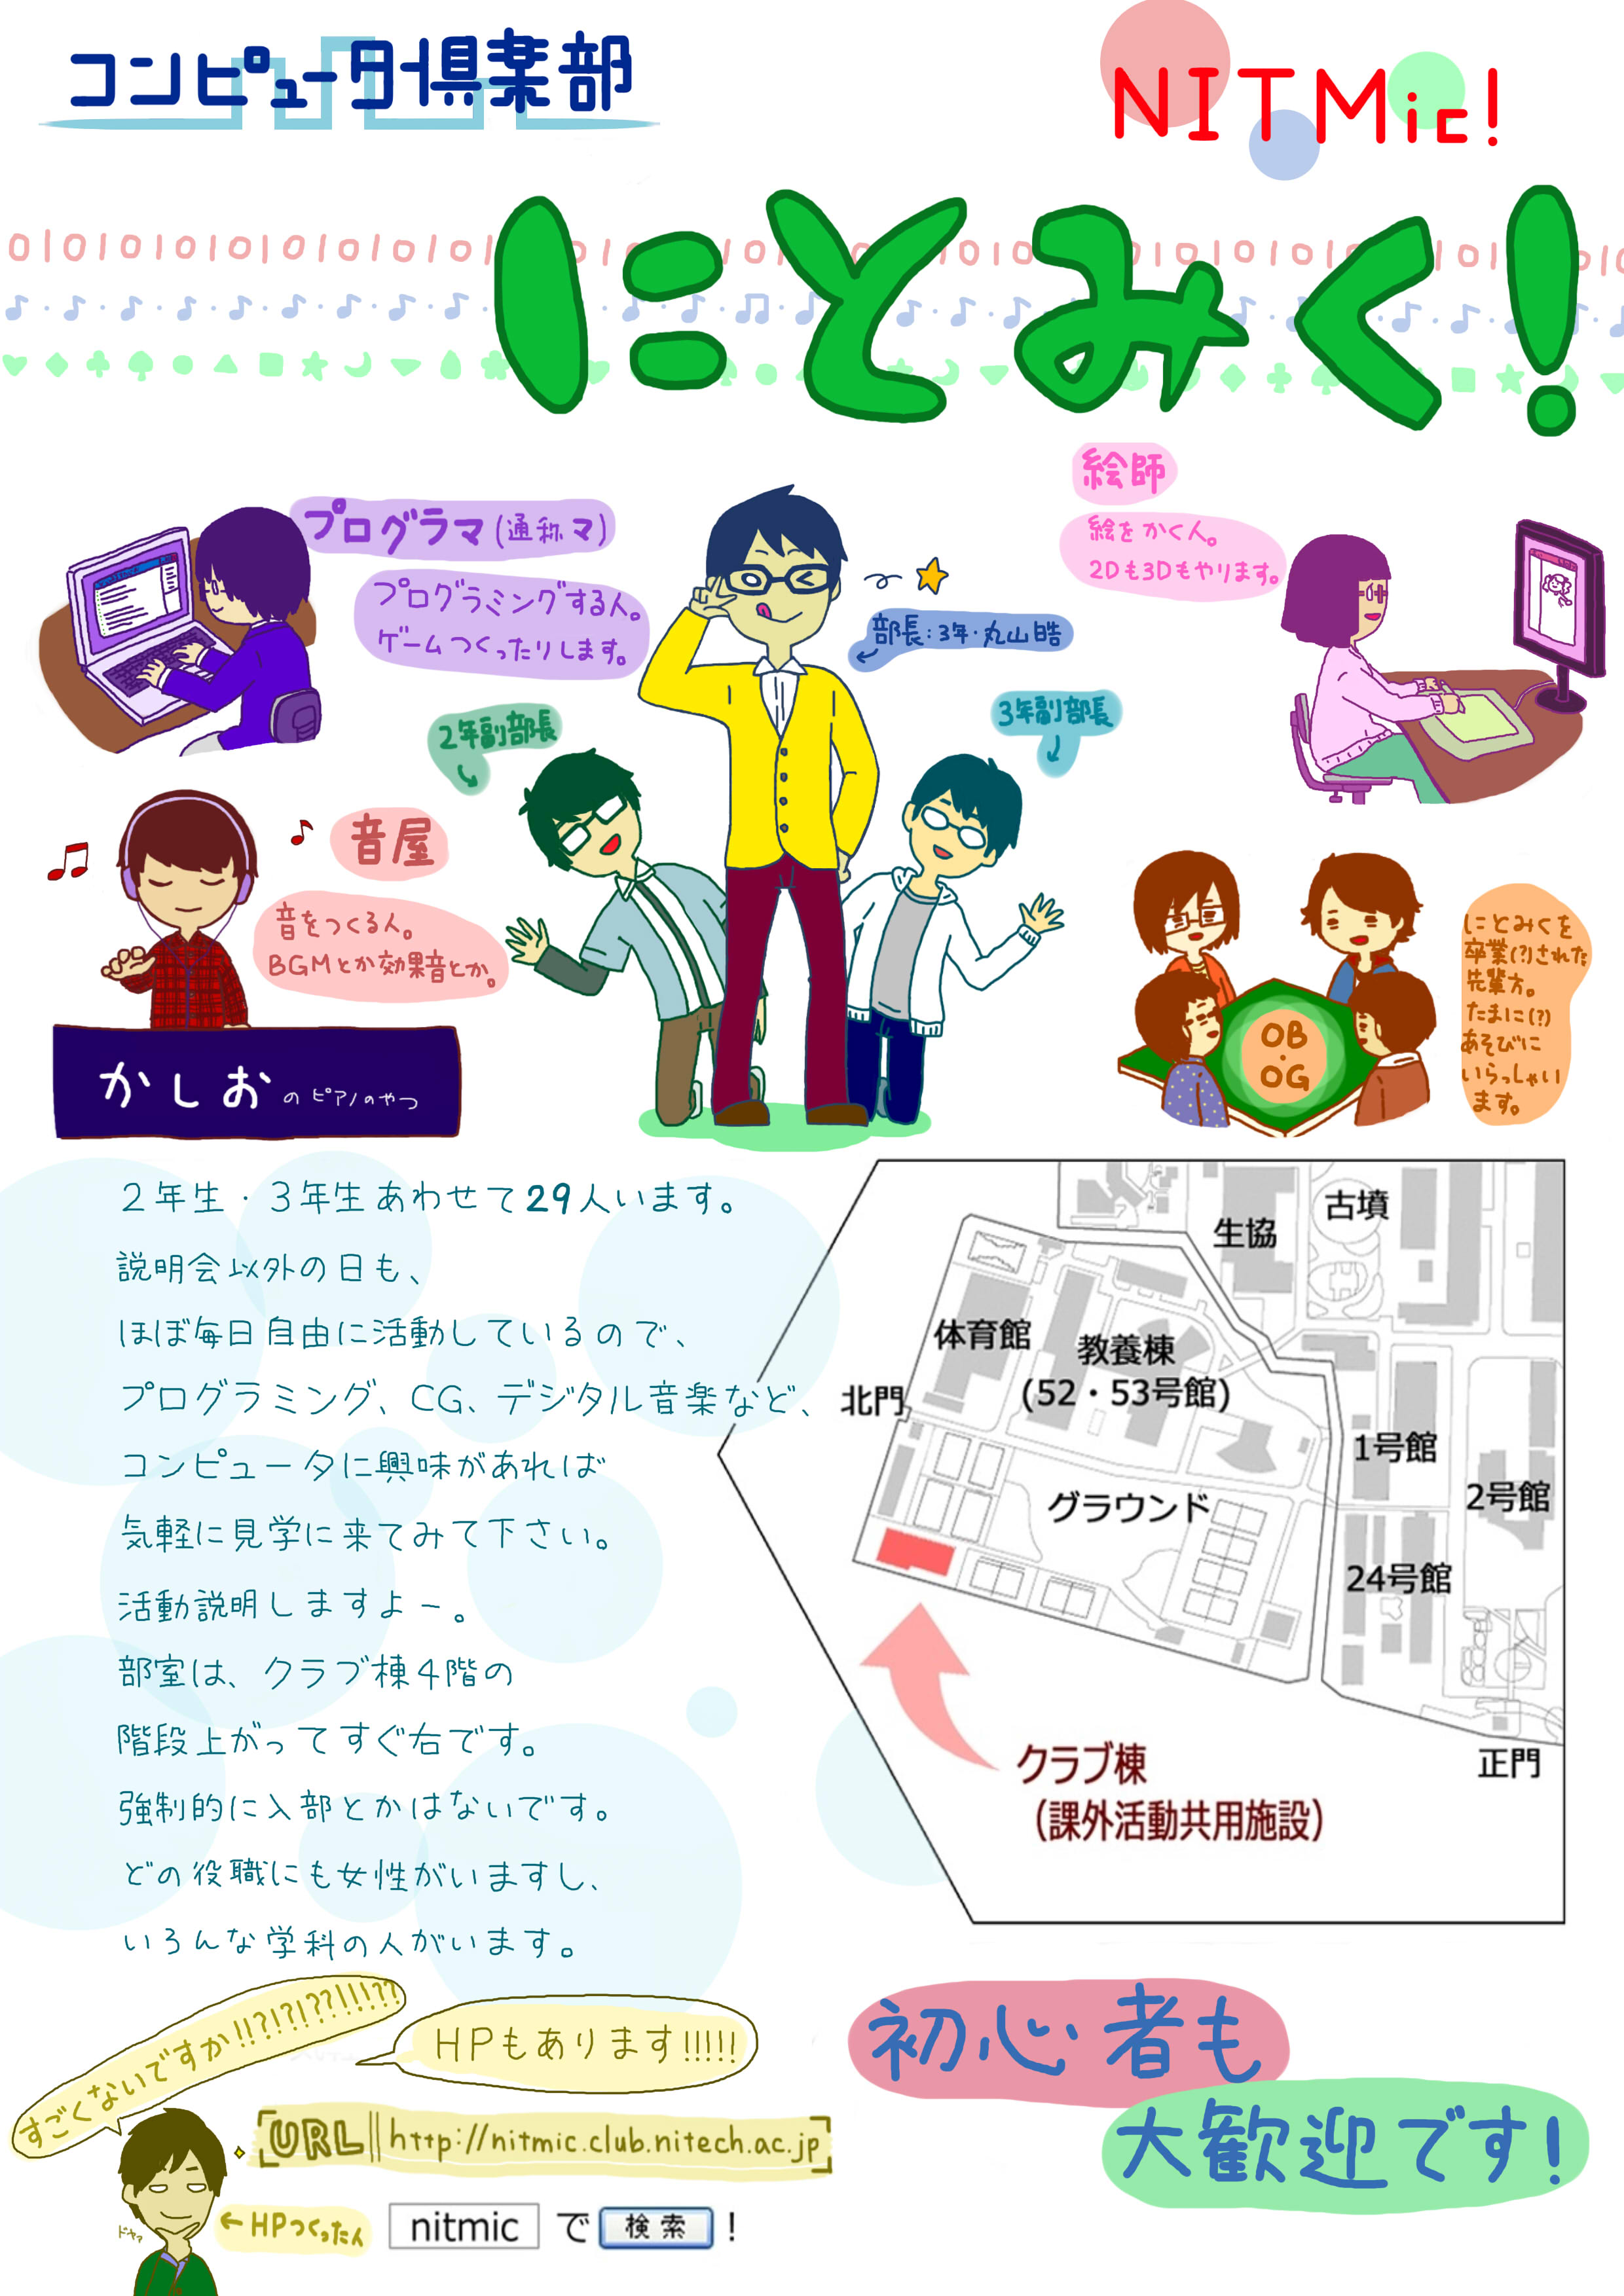 コンピュータ倶楽部
NITMic!
にとみく!
プログラマ(通称マ)
プログラミングする人。
ゲームつくったりします。
絵師
絵をかく人。
2Dも3Dもやります。
部長:3年・丸山皓
2年副部長
3年副部長
音屋
音をつくる人。
BGMとか効果音とか。
かしおのピアノのやつ
OB
・
OG
にとみくを
卒業(?)された
先輩方。
たまに(?)
あそびに
いらっしゃい
ます。
2年生・3年生あわせて29人います。
説明会以外の日も、
ほぼ毎日自由に活動しているので、
プログラミング、CG、デジタル音楽など、
コンピュータに興味があれば
気軽に見学に来てみて下さい。
活動説明しますよー。
部室は、クラブ棟4階の
階段上がってすぐ右です。
強制的に入部とかはないです。
どの役職にも女性がいますし、
いろんな学科の人がいます。
古墳
生協
体育館
教養棟
(52・53号館)
北門
1号館
グラウンド
2号館
24号館
正門
クラブ棟
(課外活動共用施設)
すごくないですか!!?!?!??!!!??
HPもあります!!!!!
URL http://nitmic.club.nitech.ac.jp
ドヤァ
←HPつくった人
nitmic で 検索 !
初心者も
大歓迎です!